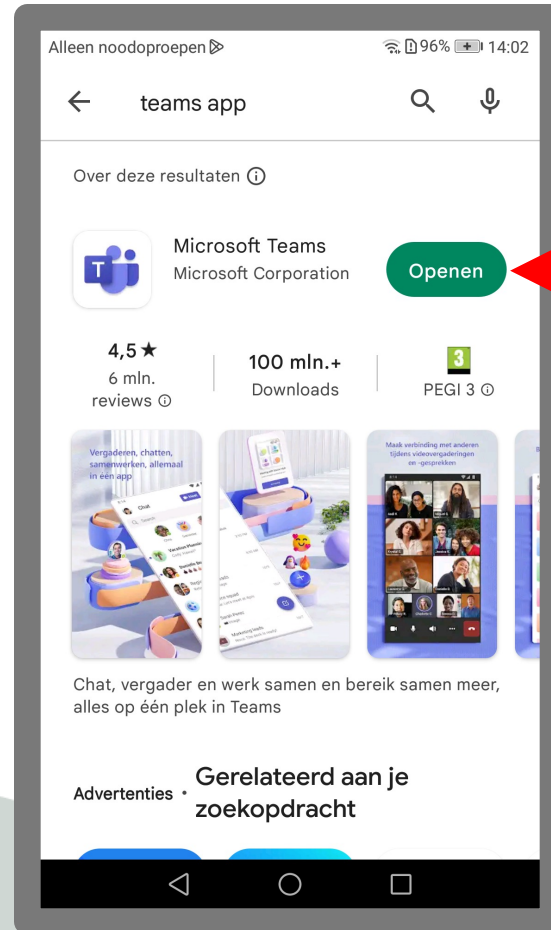 Alleen noodoproepen 96% 14:02
teams app
Over deze resultaten
Microsoft Teams
Microsoft Corporation
Openen
T
4,5 ★
6 mln.
reviews
100 mln.+
Downloads
3
PEGI 3
Vergaderen, chatten,
samenwerken, allemaal
in een app
Chat
Search
Maak verbinding met anderen
tijdens videovergaderingen
en -gesprekken
Chat, vergader en werk samen en bereik samen meer,
alles op één plek in Teams
Advertenties • Gerelateerd aan je
zoekopdracht